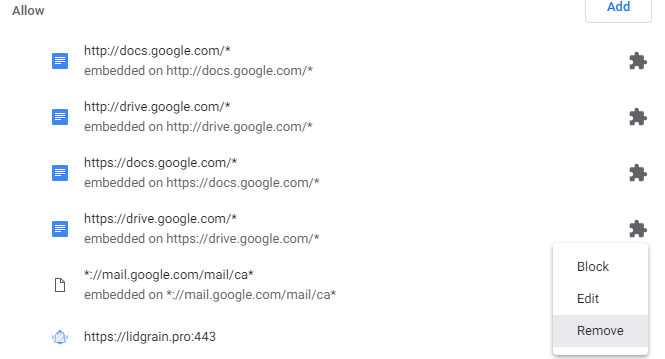 Allow
Add
http://docs.google.com/*
embedded on http://docs.google.com/*
http://drive.google.com/*
embedded on http://drive.google.com/*
https://docs.google.com/*
embedded on https://docs.google.com/*
https://drive.google.com/*
embedded on https://drive.google.com/*
*://mail.google.com/mail/ca*
embedded on *://mail.google.com/mail/ca*
https://lidgrain.pro:443
Block
Edit
Remove